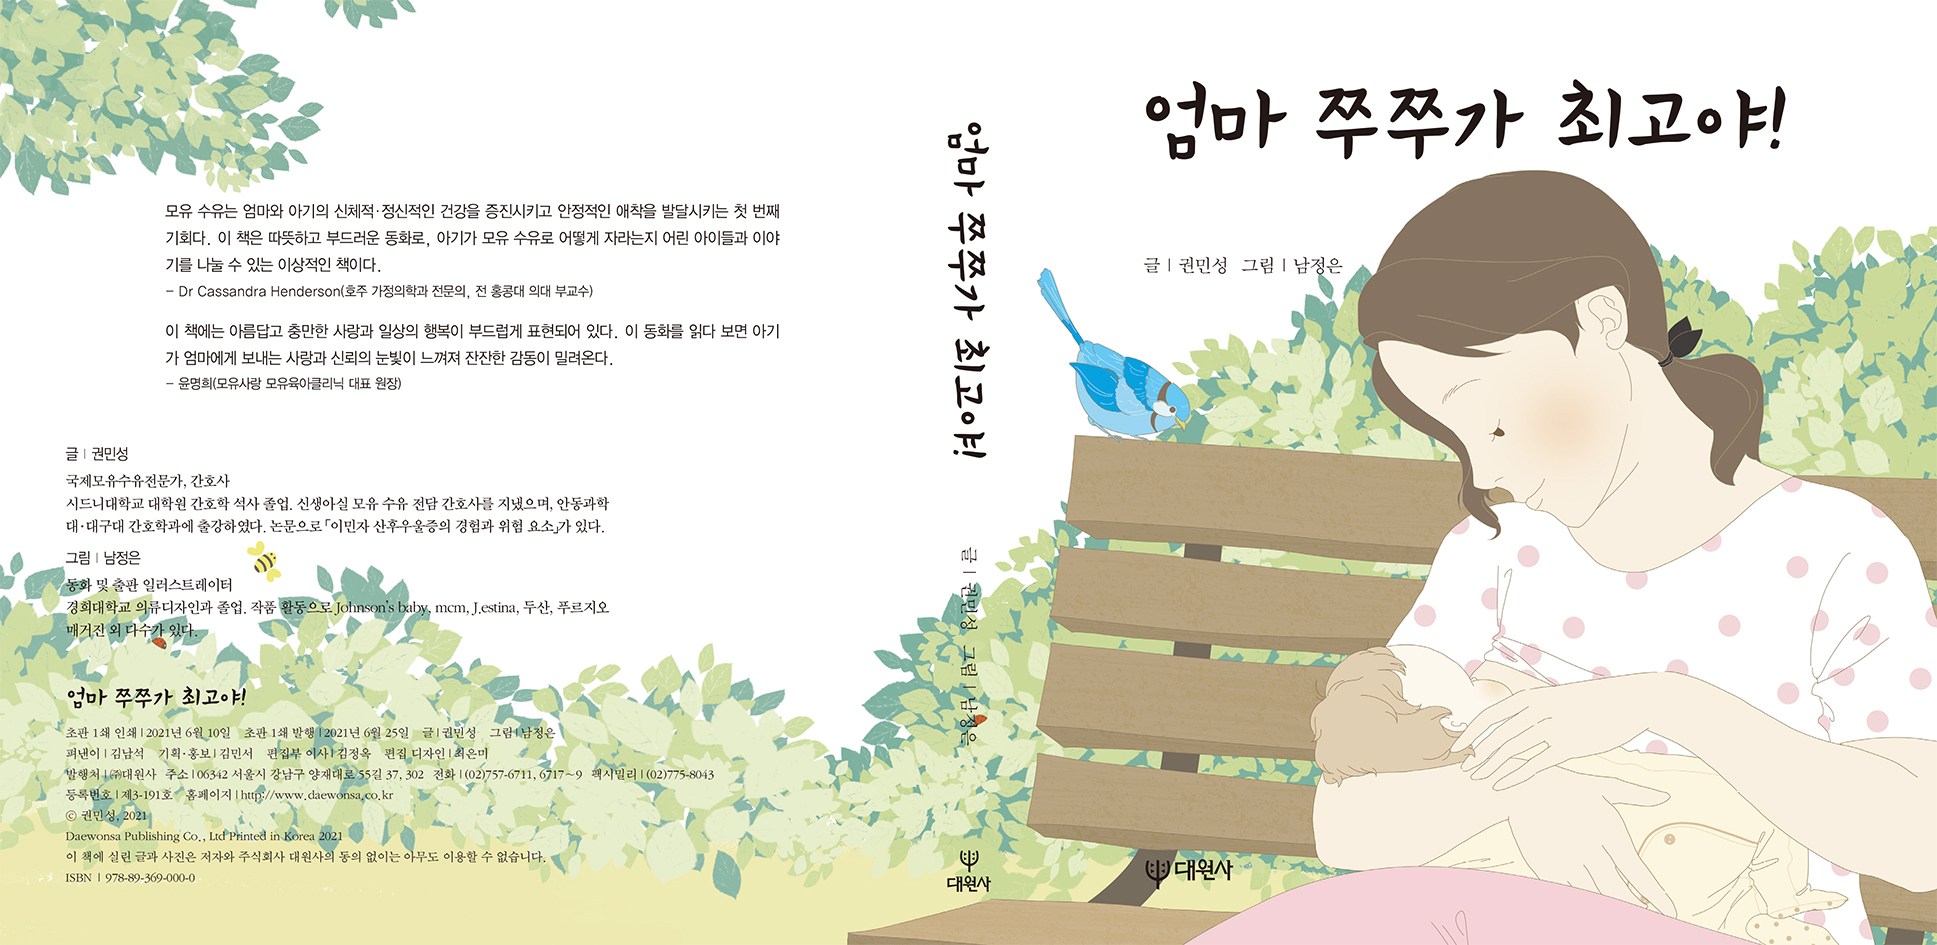 모유 수유는 엄마와 아기의 신체적·정신적인 건강을 증진시키고 안정적인 애착을 발달시키는 첫 번째
기회다. 이 책은 따뜻하고 부드러운 동화로, 아기가 모유 수유로 어떻게 자라는지 어린 아이들과 이야
기를 나눌 수 있는 이상적인 책이다.
- Dr Cassandra Henderson(호주 가정의학과 전문의, 전 홍콩대 의대 부교수)
이 책에는 아름답고 충만한 사랑과 일상의 행복이 부드럽게 표현되어 있다. 이 동화를 읽다 보면 아기
가 엄마에게 보내는 사랑과 신뢰의 눈빛이 느껴져 잔잔한 감동이 밀려온다.
- 윤명희(모유사랑 모유육아클리닉 대표 원장)
글 | 권민성
국제모유수유전문가, 간호사
시드니대학교 대학원 간호학 석사 졸업. 신생아실 모유 수유 전담 간호사를 지냈으며, 안동과학
대·대구대 간호학과에 출강하였다. 논문으로 「이민자 산후우울증의 경험과 위험 요소」가 있다.
그림 | 남정은
동화 및 출판 일러스트레이터
경희대학교 의류디자인과 졸업. 작품 활동으로 Johnson's baby, mcm, J.estina, 두산, 푸르지오
매거진 외 다수가 있다.
엄마 쭈쭈가 최고야!
초판 1쇄 인쇄 | 2021년 6월 10일 초판 1쇄 발행 | 2021년 6월 25일 글 | 권민성 그림 | 남정은
펴낸이 | 김남석 기획·홍보 | 김민서 편집부 이사 | 김정옥 편집 디자인 | 최은미
발행처 | ㈜대원사 주소 | 06342 서울시 강남구 양재대로 55길 37, 302 전화 | (02)757-6711, 6717~9 팩시밀리 | (02)775-8043
등록번호 | 제3-191호 홈페이지 | http://www.daewonsa.co.kr
ⓒ 권민성, 2021
Daewonsa Publishing Co., Ltd Printed in Korea 2021
이 책에 실린 글과 사진은 저자와 주식회사 대원사의 동의 없이는 아무도 이용할 수 없습니다.
ISBN | 978-89-369-000-0
엄마 쭈쭈가 최고야!
글 | 권민성 그림 | 남정은
대원사
엄마 쭈쭈가 최고야!
글 | 권민성 그림 | 남정은
대원사